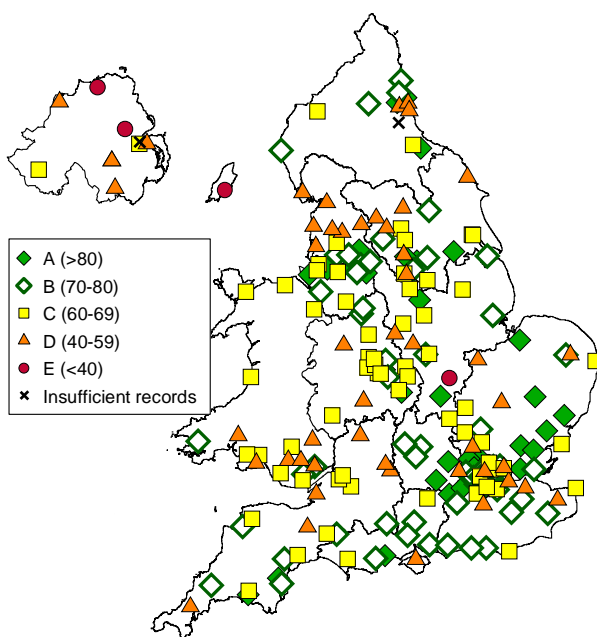 A (>80)
B (70-80)
C (60-69)
D (40-59)
E (<40)
Insufficient records